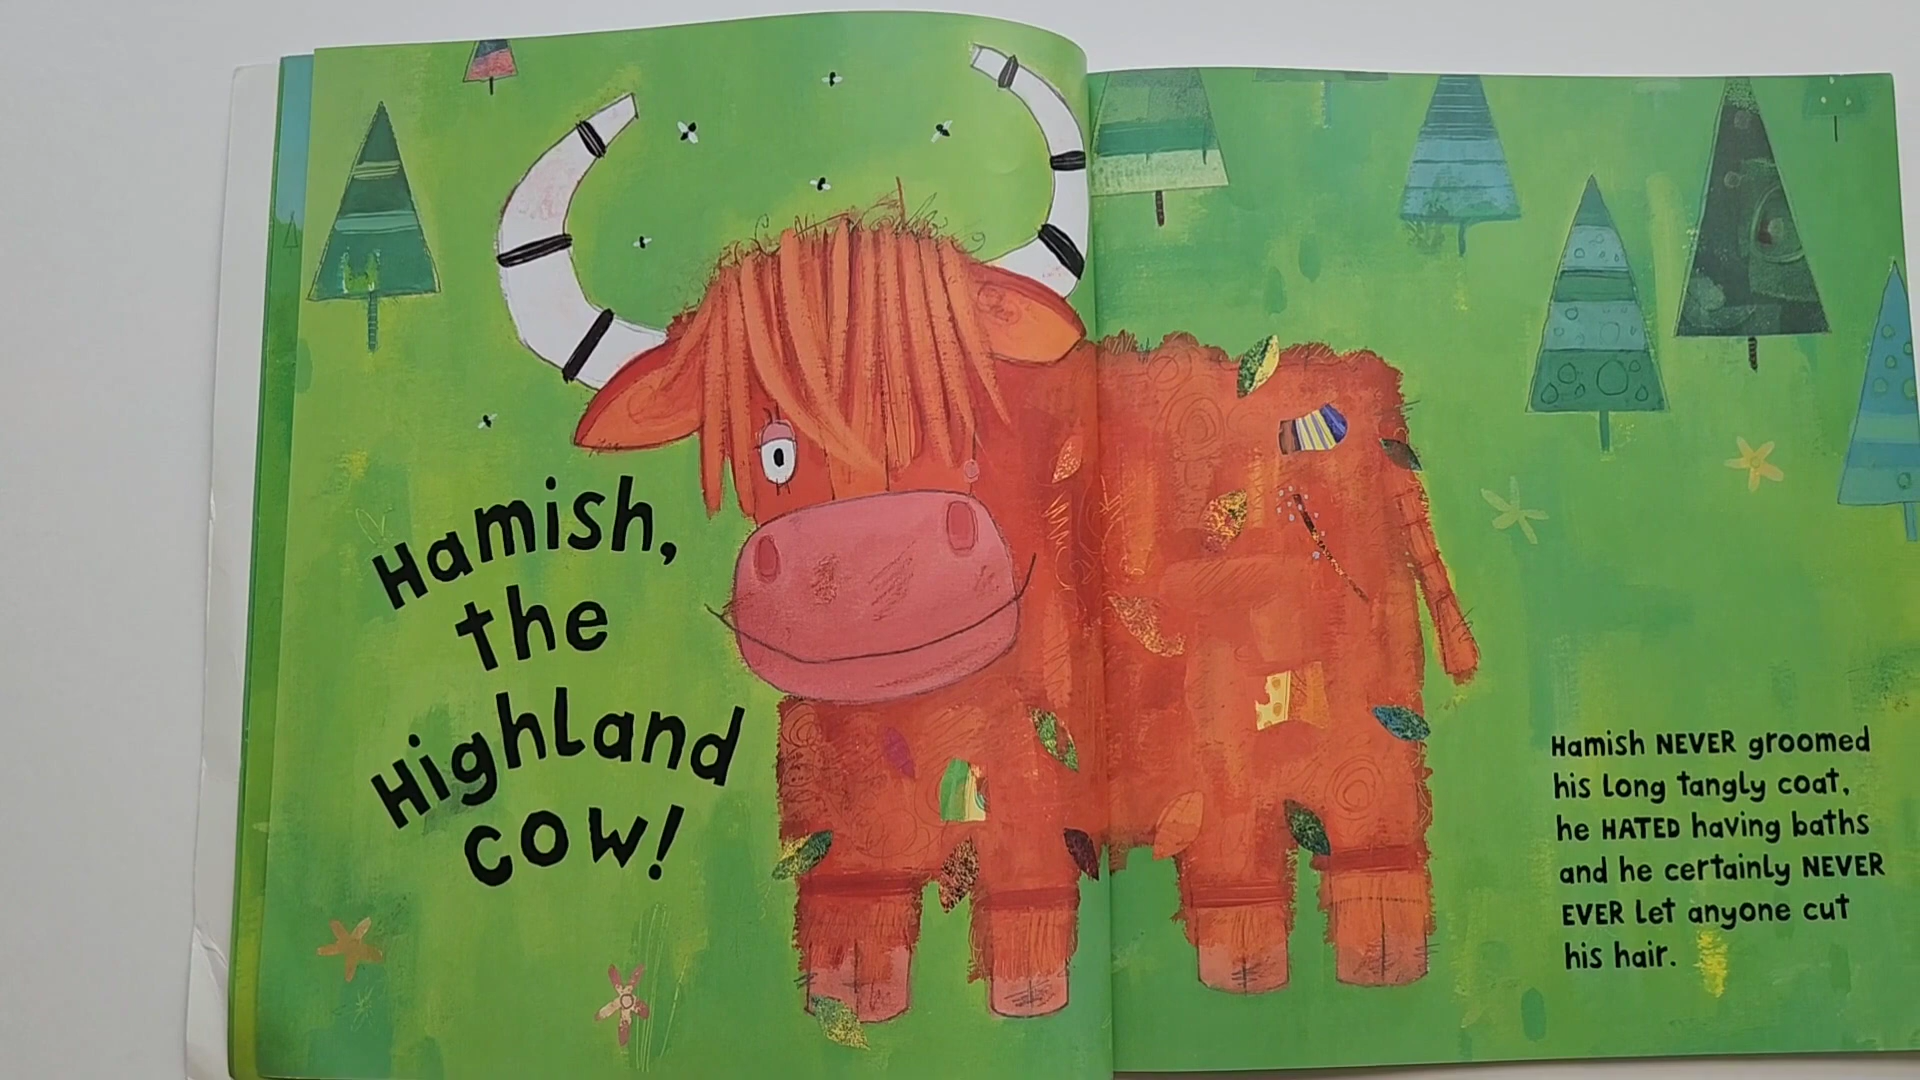 Hamish,
the
Highland
cow!
Hamish NEVER groomed
his long tangly coat,
he HATED having baths
and he certainly NEVER
EVER let anyone cut
his hair.